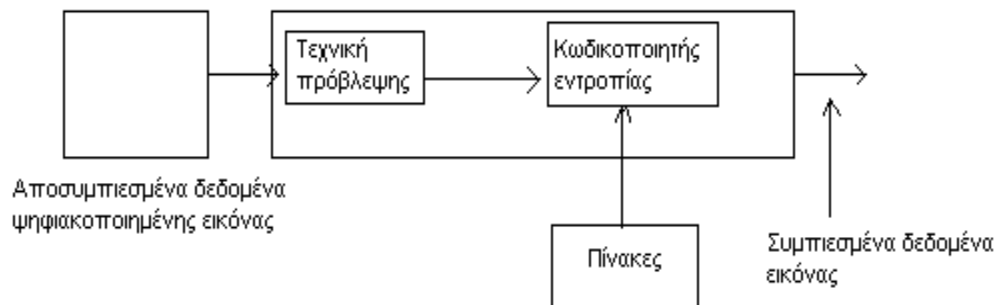 Τεχνική
πρόβλεψης
Κωδικοποιητής
εντροπίας
Αποσυμπιεσμένα δεδομένα
ψηφιακοποιημένης εικόνας
Πίνακες
Συμπιεσμένα δεδομένα
εικόνας